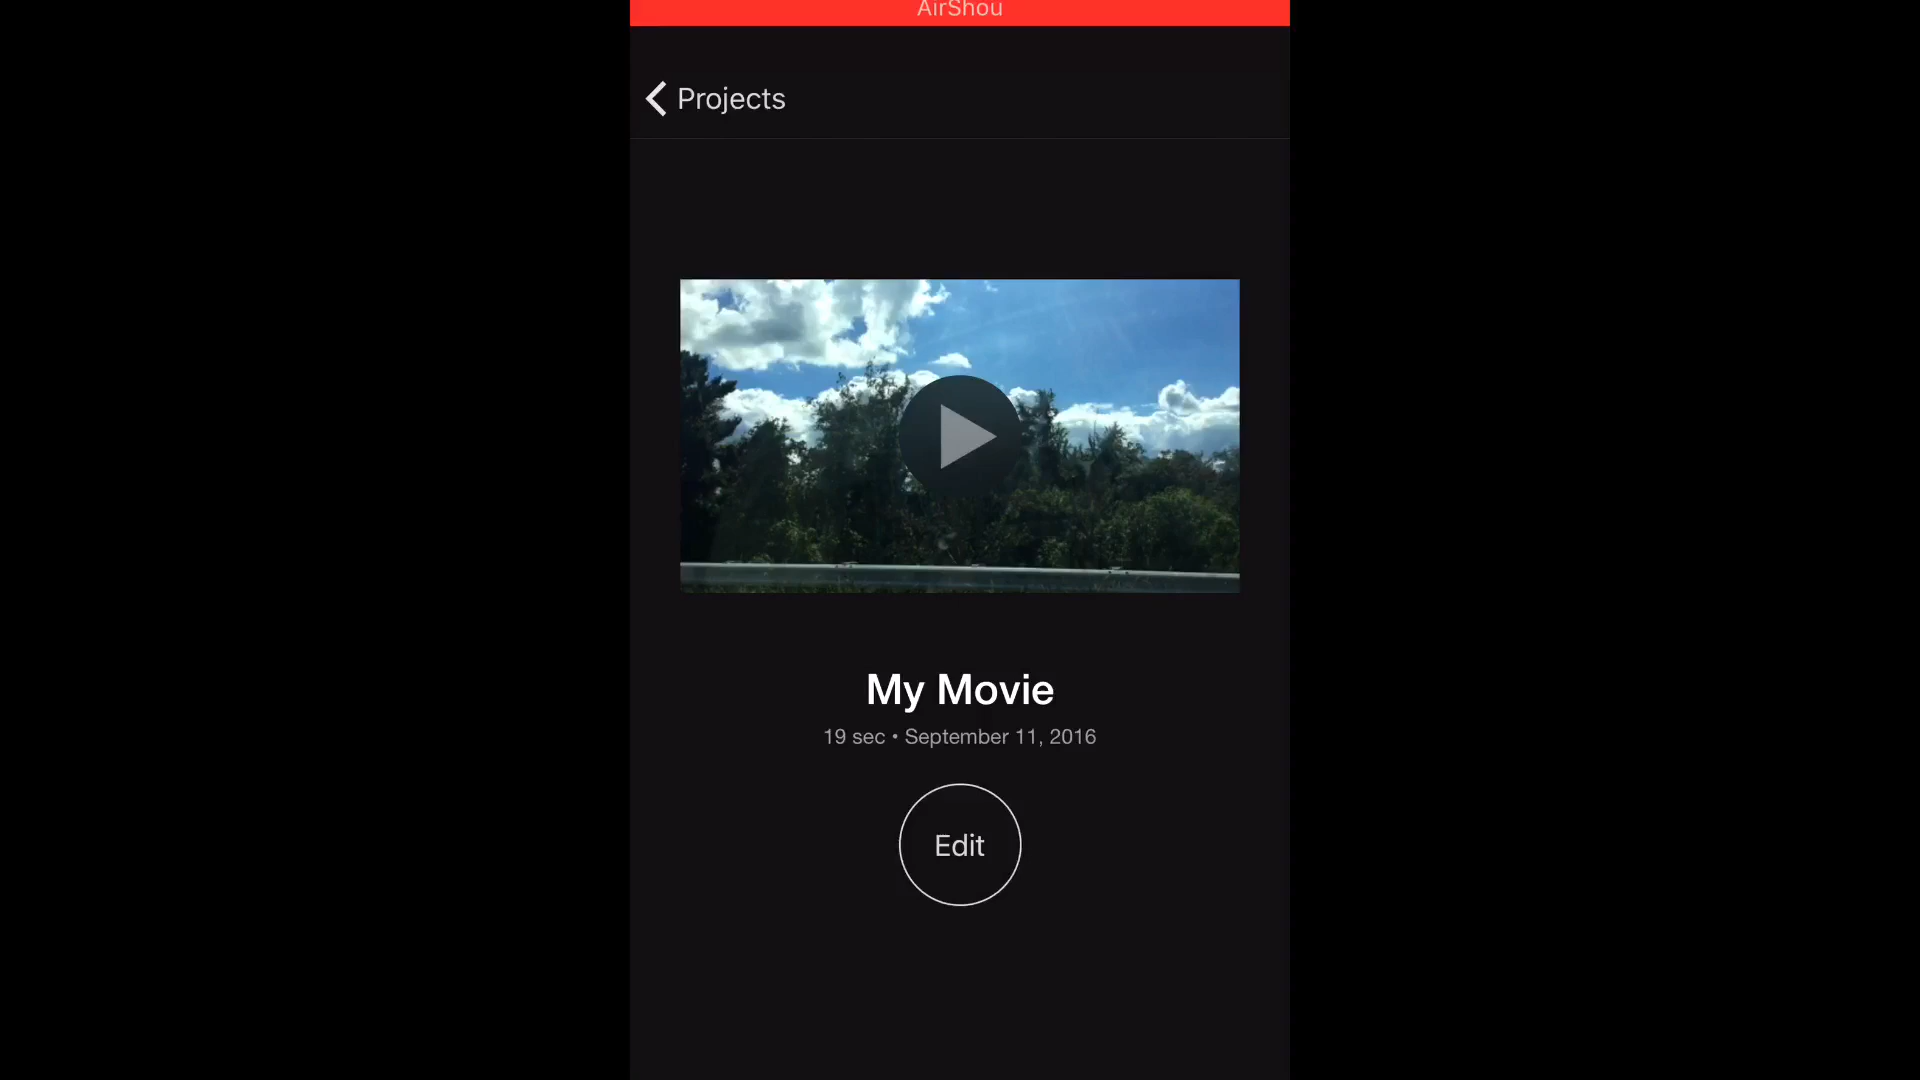 AirShou
Projects
My Movie
19 sec • September 11, 2016
Edit